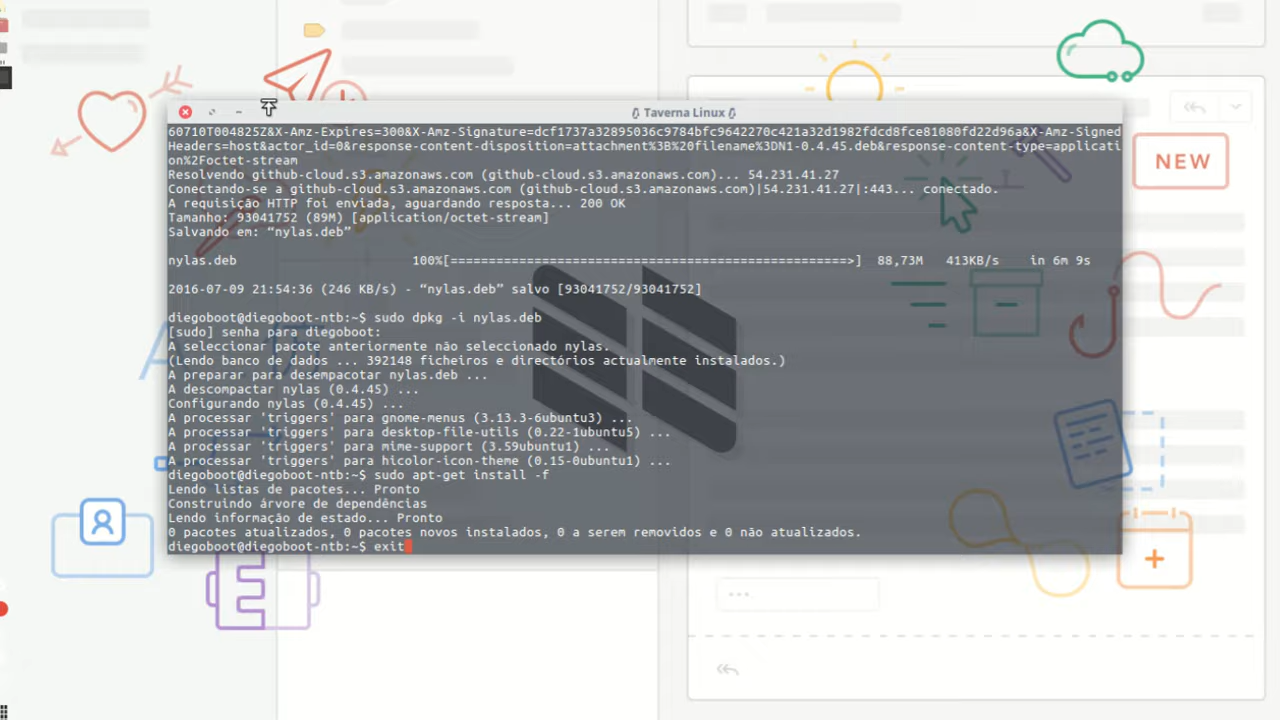 Taverna Linux
60710T004825Z&X-Amz-Expires=300&X-Amz-Signature=dcf1737a32895036c9784bfc9642270c421a32d1982fdcd8fce81080fd22d96a&X-Amz-Signed
Headers=host&actor_id=0&response-content-disposition=attachment%3B%20filename%3DN1-0.4.45.deb&response-content-type=applicati
on%2Foctet-stream
Resolvendo github-cloud.s3.amazonaws.com (github-cloud.s3.amazonaws.com)... 54.231.41.27
Conectando-se a github-cloud.s3.amazonaws.com (github-cloud.s3.amazonaws.com)|54.231.41.27|:443... conectado.
A requisição HTTP foi enviada, aguardando resposta... 200 OK
Tamanho: 93041752 (89M) [application/octet-stream]
Salvando em: “nylas.deb”
nylas.deb 100%[====================================================>] 88,73M 413KB/s in 6m 9s
2016-07-09 21:54:36 (246 KB/s) - “nylas.deb” salvo [93041752/93041752]
diegoboot@diegoboot-ntb:~$ sudo dpkg -i nylas.deb
[sudo] senha para diegoboot:
A seleccionar pacote anteriormente não seleccionado nylas.
(Lendo banco de dados ... 392148 ficheiros e directórios actualmente instalados.)
A preparar para desempacotar nylas.deb ...
A descompactar nylas (0.4.45) ...
Configurando nylas (0.4.45) ...
A processar 'triggers' para gnome-menus (3.13.3-6ubuntu3) ...
A processar 'triggers' para desktop-file-utils (0.22-1ubuntu5) ...
A processar 'triggers' para mime-support (3.59ubuntu1) ...
A processar 'triggers' para hicolor-icon-theme (0.15-0ubuntu1) ...
diegoboot@diegoboot-ntb:~$ sudo apt-get install -f
Lendo listas de pacotes... Pronto
Construindo árvore de dependências
Lendo informação de estado... Pronto
0 pacotes atualizados, 0 pacotes novos instalados, 0 a serem removidos e 0 não atualizados.
diegoboot@diegoboot-ntb:~$ exit
NEW